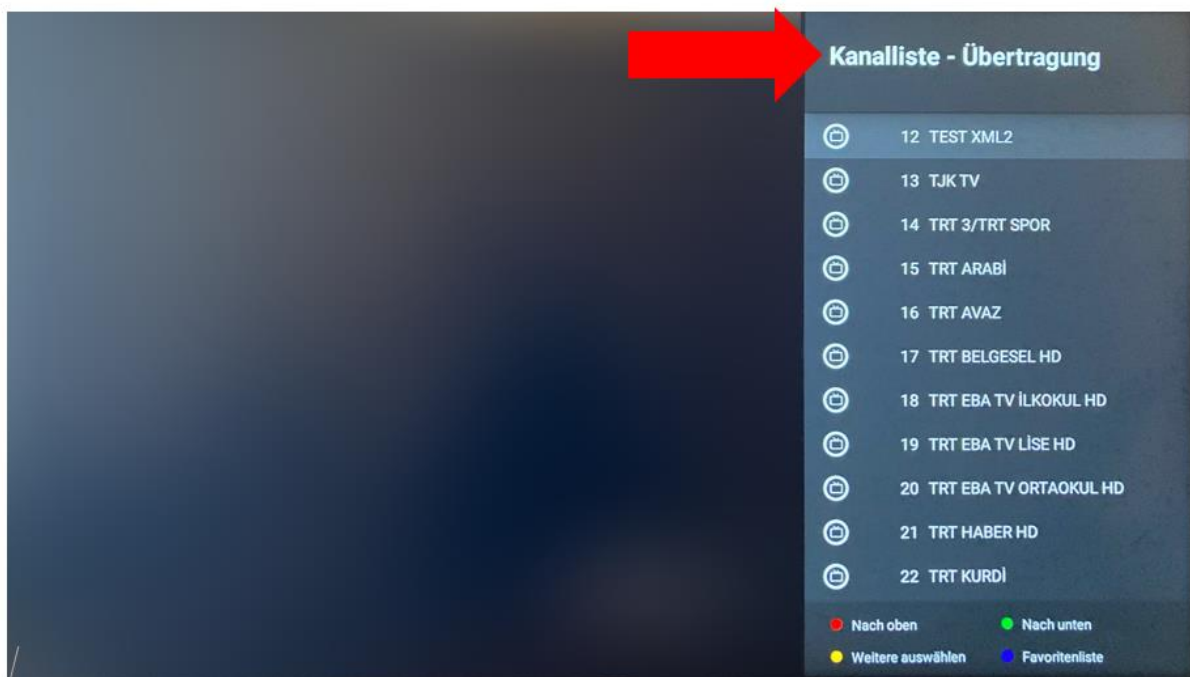 Kanalliste - Übertragung
12 TEST XML2
13 TJK TV
14 TRT 3/TRT SPOR
15 TRT ARABİ
16 TRT AVAZ
17 TRT BELGESEL HD
18 TRT EBA TV İLKOKUL HD
19 TRT EBA TV LİSE HD
20 TRT EBA TV ORTAOKUL HD
21 TRT HABER HD
22 TRT KURDİ
Nach oben Nach unten
Weitere auswählen Favoritenliste